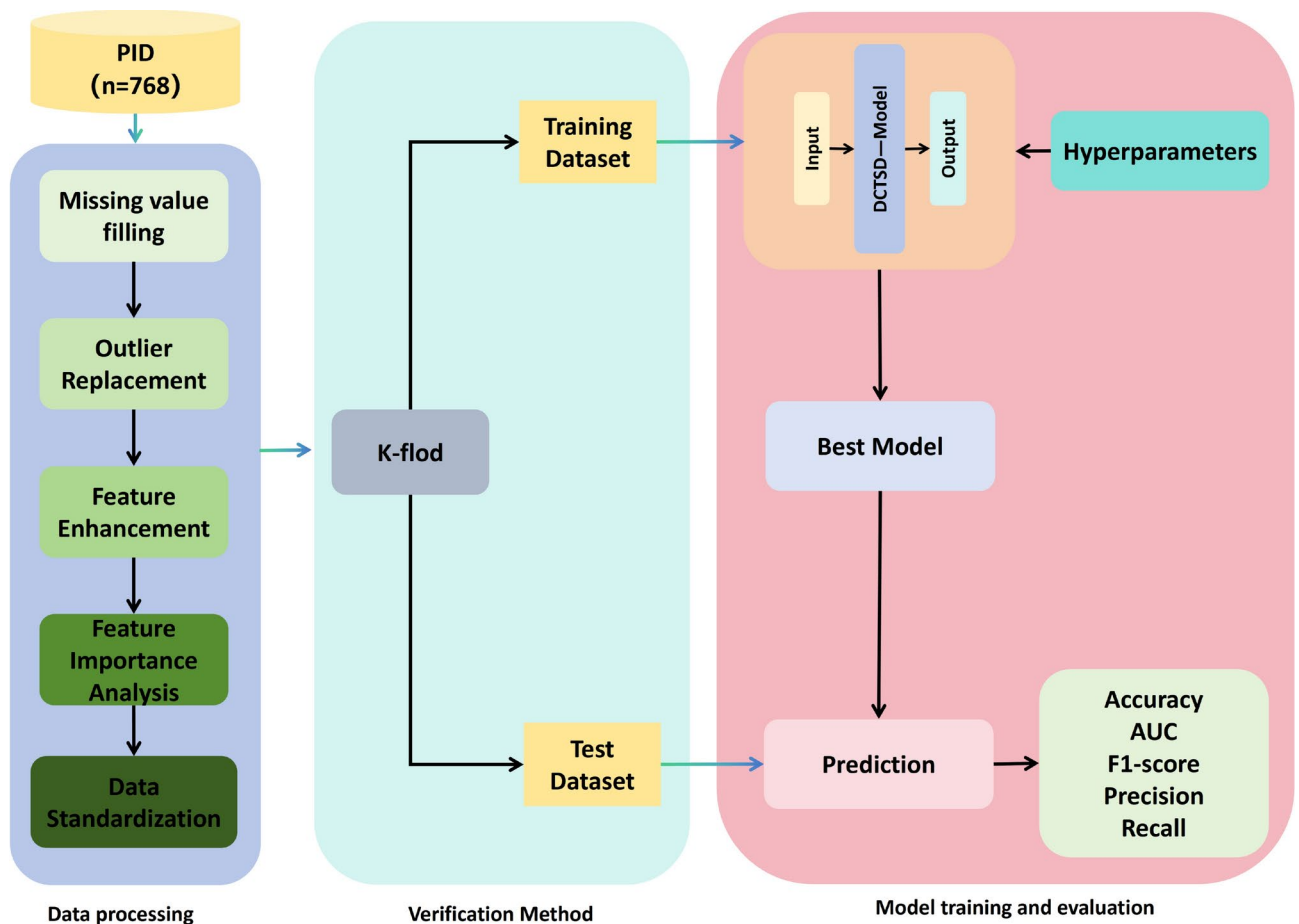 PID
(n=768)
Missing value
filling
Outlier
Replacement
Feature
Enhancement
Feature
Importance
Analysis
Data
Standardization
Data processing
K-flod
Training
Dataset
Test
Dataset
Verification Method
Input
DCTSD—Model
Output
Hyperparameters
Best Model
Prediction
Accuracy
AUC
F1-score
Precision
Recall
Model training and evaluation